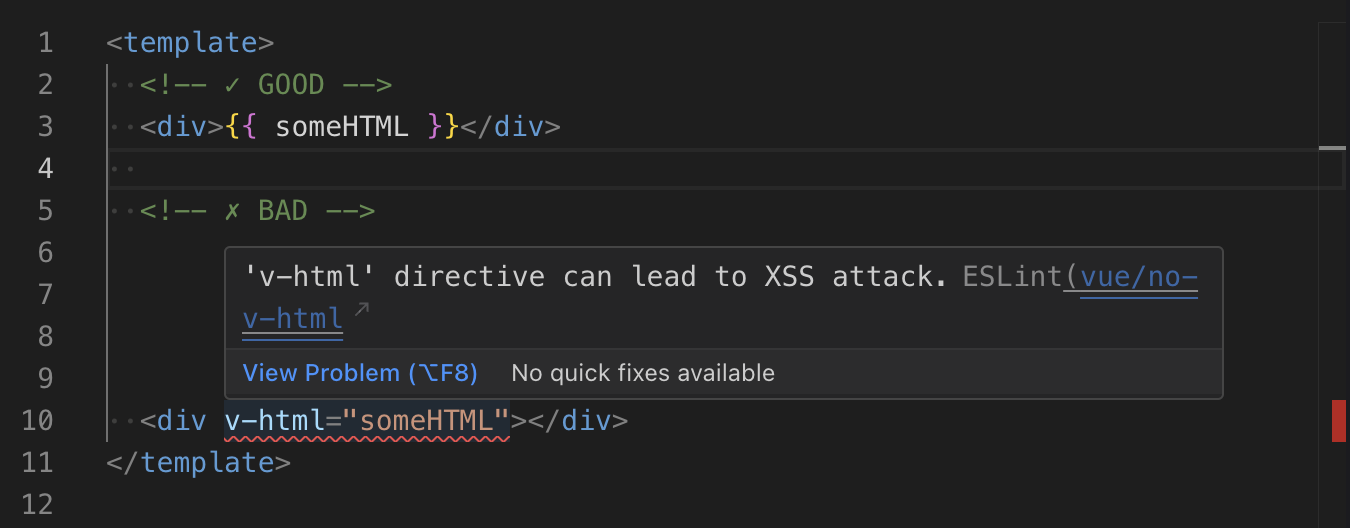 1 <template>
2 ··<!-- ✓ GOOD -->
3 ··<div>{{ someHTML }}</div>
4 ··
5 ··<!-- ✗ BAD -->
6
'v-html' directive can lead to XSS attack. ESLint(vue/no-
7
v-html ↗
8
View Problem (⌥F8) No quick fixes available
9
10 ··<div v-html="someHTML"></div>
11 </template>
12